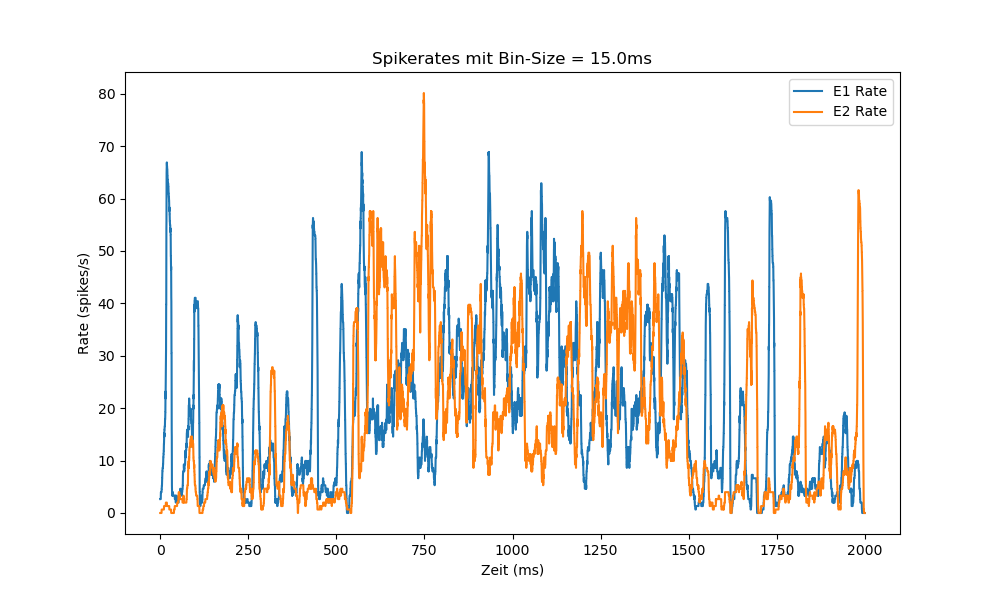 Spikerates mit Bin-Size = 15.0ms
E1 Rate
E2 Rate
Rate (spikes/s)
80
70
60
50
40
30
20
10
0
0 250 500 750 1000 1250 1500 1750 2000
Zeit (ms)